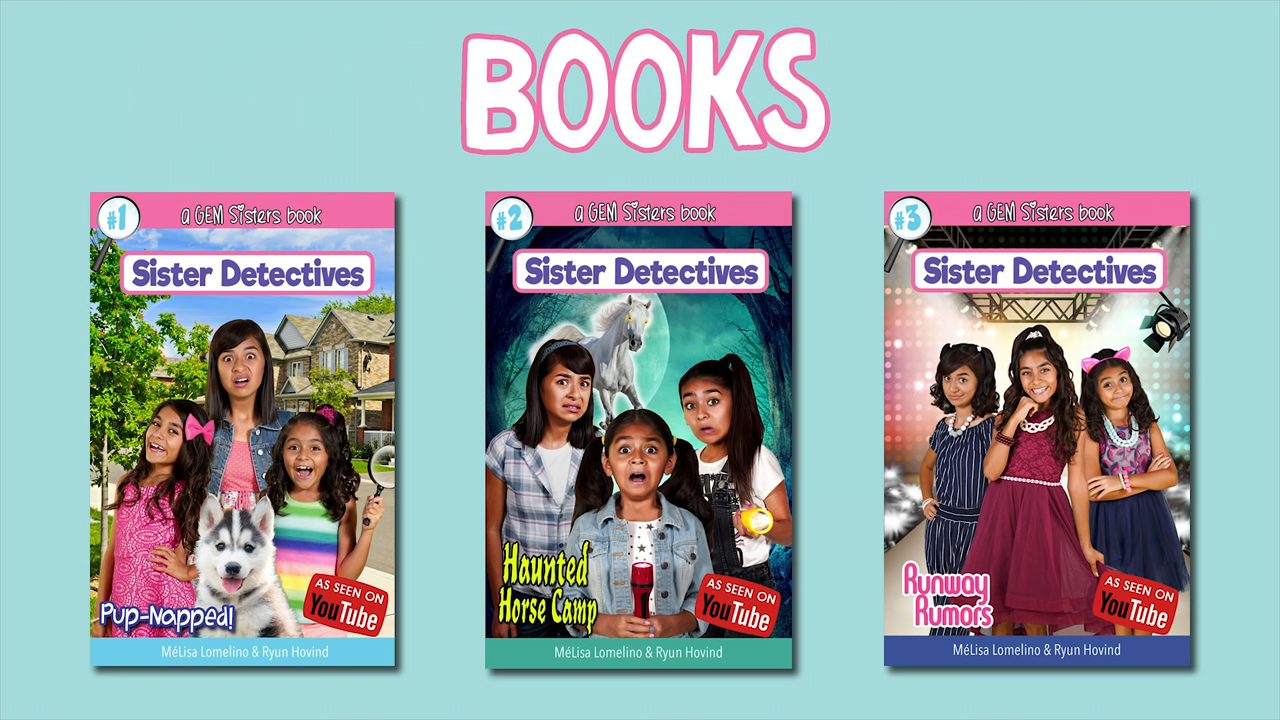 BOOKS
#1
a GEM Sisters book
Sister Detectives
Pup-Napped!
AS SEEN ON
YouTube
MéLisa Lomelino & Ryun Hovind
#2
a GEM Sisters book
Sister Detectives
Haunted
Horse Camp
AS SEEN ON
YouTube
MéLisa Lomelino & Ryun Hovind
#3
a GEM Sisters book
Sister Detectives
Runway
Rumors
AS SEEN ON
YouTube
MéLisa Lomelino & Ryun Hovind